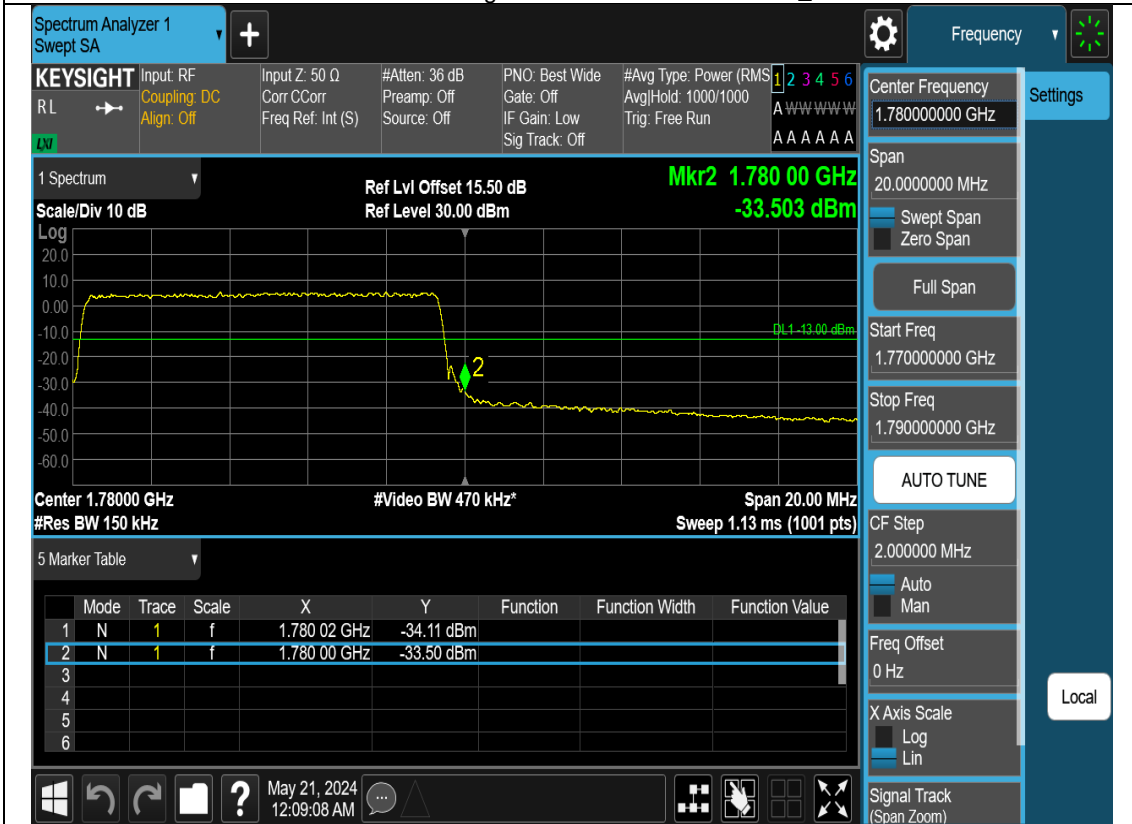 Spectrum Analyzer 1
Swept SA
+
Frequency
KEYSIGHT
RL
LXI
Input: RF
Coupling: DC
Align: Off
Input Z: 50 Ω
Corr CCorr
Freq Ref: Int (S)
#Atten: 36 dB
Preamp: Off
Source: Off
PNO: Best Wide
Gate: Off
IF Gain: Low
Sig Track: Off
#Avg Type: Power (RMS
Avg|Hold: 1000/1000
Trig: Free Run
1 2 3 4 5 6
A W W W W W
A A A A A A
Center Frequency
1.780000000 GHz
Settings
Span
20.0000000 MHz
Swept Span
Zero Span
Full Span
Start Freq
1.770000000 GHz
Stop Freq
1.790000000 GHz
AUTO TUNE
CF Step
2.000000 MHz
Auto
Man
Freq Offset
0 Hz
X Axis Scale
Log
Lin
Signal Track
(Span Zoom)
Local
1 Spectrum
Scale/Div 10 dB
Ref Lvl Offset 15.50 dB
Ref Level 30.00 dBm
Mkr2 1.780 00 GHz
-33.503 dBm
Log
20.0
10.0
0.00
-10.0
-20.0
-30.0
-40.0
-50.0
-60.0
DL1 -13.00 dBm
2
Center 1.78000 GHz
#Video BW 470 kHz*
Span 20.00 MHz
#Res BW 150 kHz
Sweep 1.13 ms (1001 pts)
5 Marker Table
Mode Trace Scale X Y Function Function Width Function Value
1 N 1 f 1.780 02 GHz -34.11 dBm
2 N 1 f 1.780 00 GHz -33.50 dBm
3
4
5
6
?
May 21, 2024
12:09:08 AM